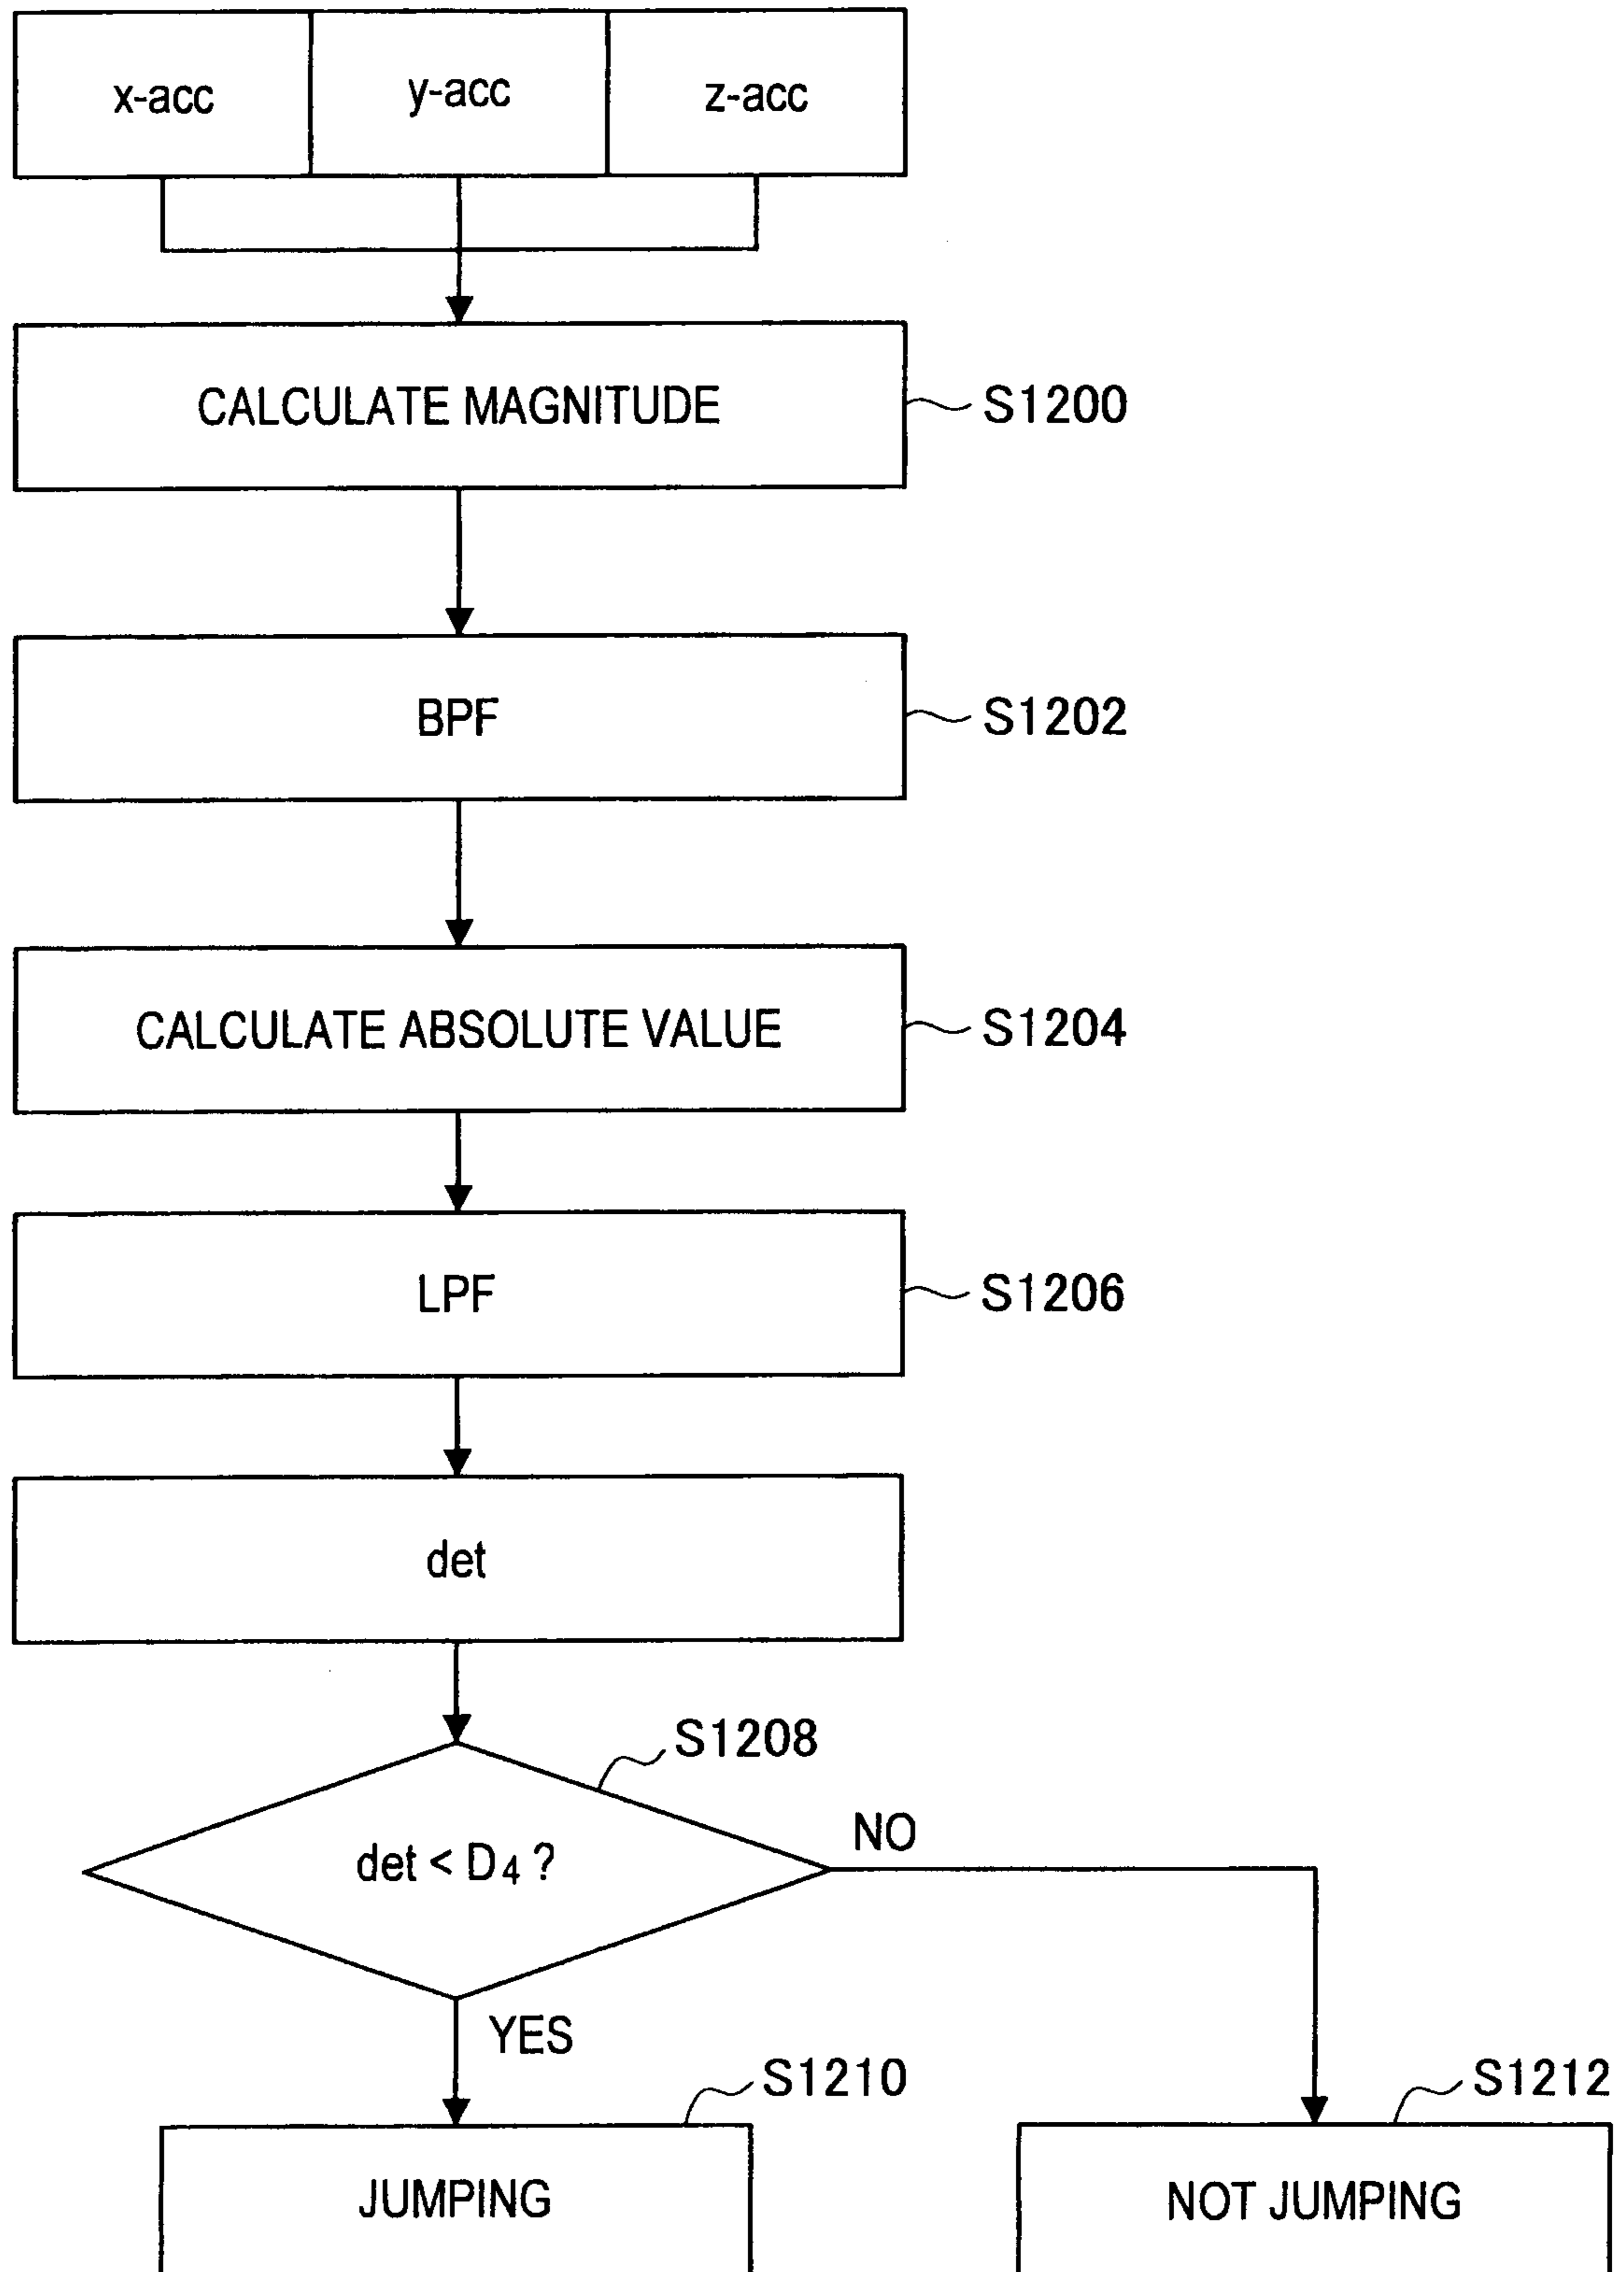 x-acc
y-acc
z-acc
CALCULATE MAGNITUDE
S1200
BPF
S1202
CALCULATE ABSOLUTE VALUE
S1204
LPF
S1206
det
S1208
det < D₄ ?
NO
YES
S1210
S1212
JUMPING
NOT JUMPING